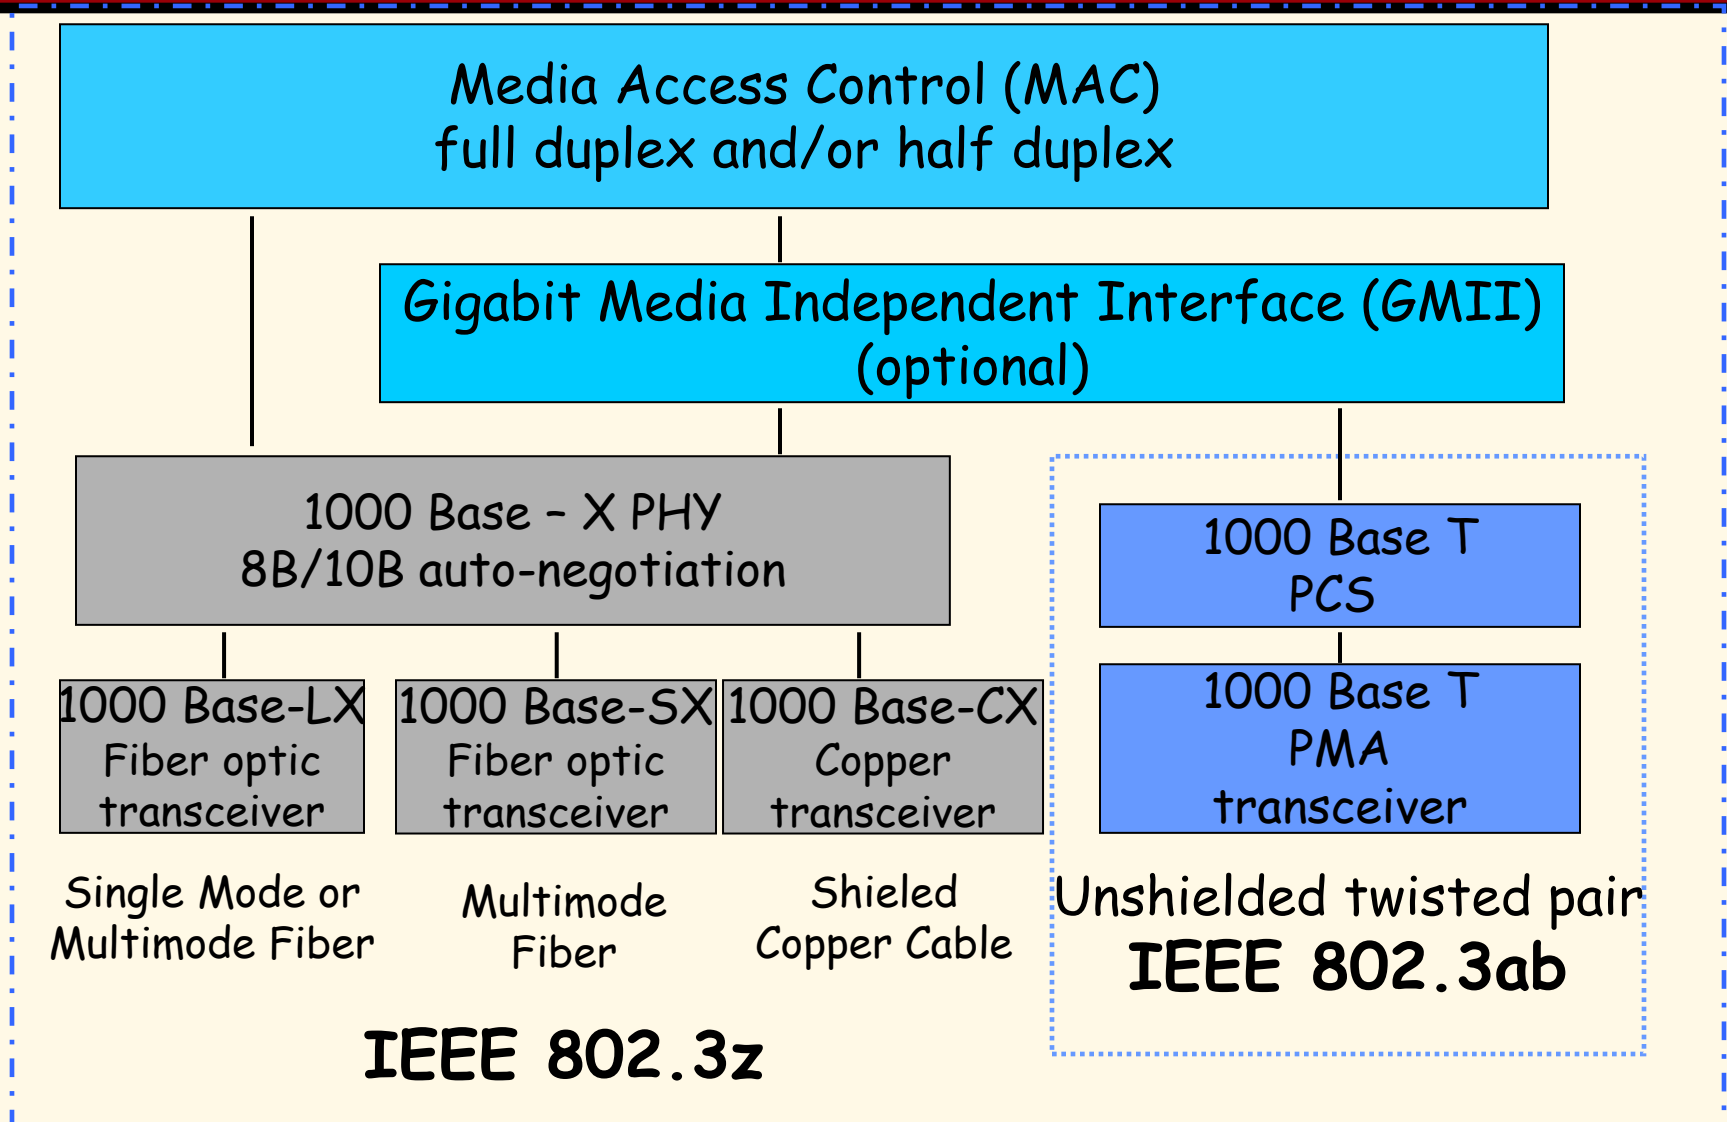 Media Access Control (MAC)
full duplex and/or half duplex
Gigabit Media Independent Interface (GMII)
(optional)
1000 Base – X PHY
8B/10B auto-negotiation
1000 Base T
PCS
1000 Base-LX
Fiber optic
transceiver
1000 Base-SX
Fiber optic
transceiver
1000 Base-CX
Copper
transceiver
1000 Base T
PMA
transceiver
Single Mode or
Multimode Fiber
Multimode
Fiber
Shieled
Copper Cable
Unshielded twisted pair
IEEE 802.3ab
IEEE 802.3z